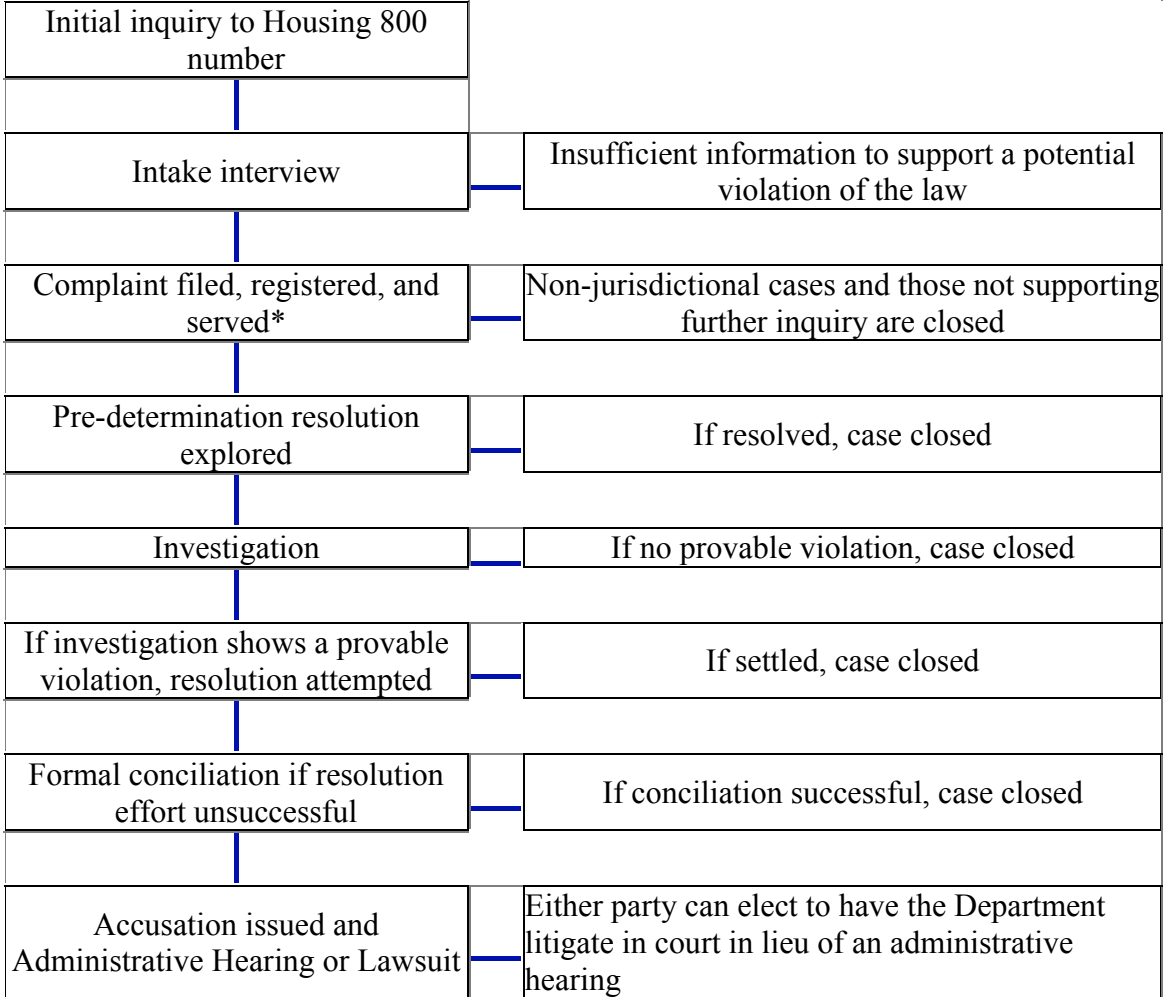 Initial inquiry to Housing 800
number
Intake interview
Insufficient information to support a potential
violation of the law
Complaint filed, registered, and
served*
Non-jurisdictional cases and those not supporting
further inquiry are closed
Pre-determination resolution
explored
If resolved, case closed
Investigation
If no provable violation, case closed
If investigation shows a provable
violation, resolution attempted
If settled, case closed
Formal conciliation if resolution
effort unsuccessful
If conciliation successful, case closed
Accusation issued and
Administrative Hearing or Lawsuit
Either party can elect to have the Department
litigate in court in lieu of an administrative
hearing